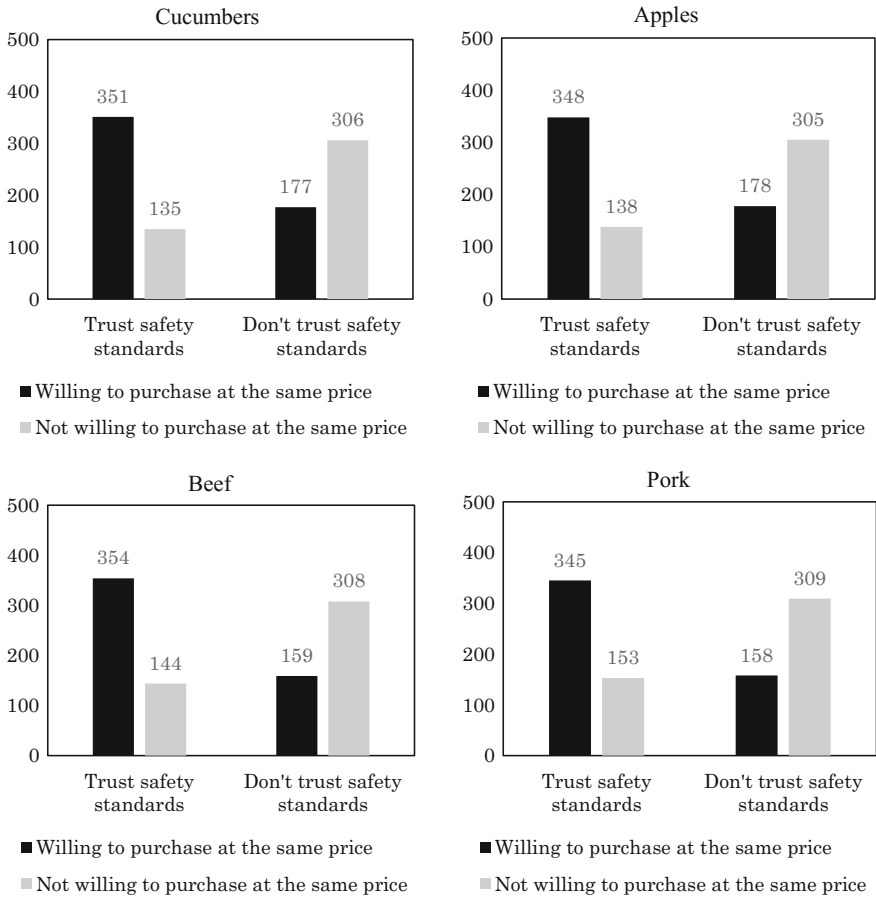 Cucumbers
500
400
300
200
100
0
351
135
177
306
Trust safety
standards
Don't trust safety
standards
Willing to purchase at the same price
Not willing to purchase at the same price
Apples
500
400
300
200
100
0
348
138
178
305
Trust safety
standards
Don't trust safety
standards
Willing to purchase at the same price
Not willing to purchase at the same price
Beef
500
400
300
200
100
0
354
144
159
308
Trust safety
standards
Don't trust safety
standards
Willing to purchase at the same price
Not willing to purchase at the same price
Pork
500
400
300
200
100
0
345
153
158
309
Trust safety
standards
Don't trust safety
standards
Willing to purchase at the same price
Not willing to purchase at the same price